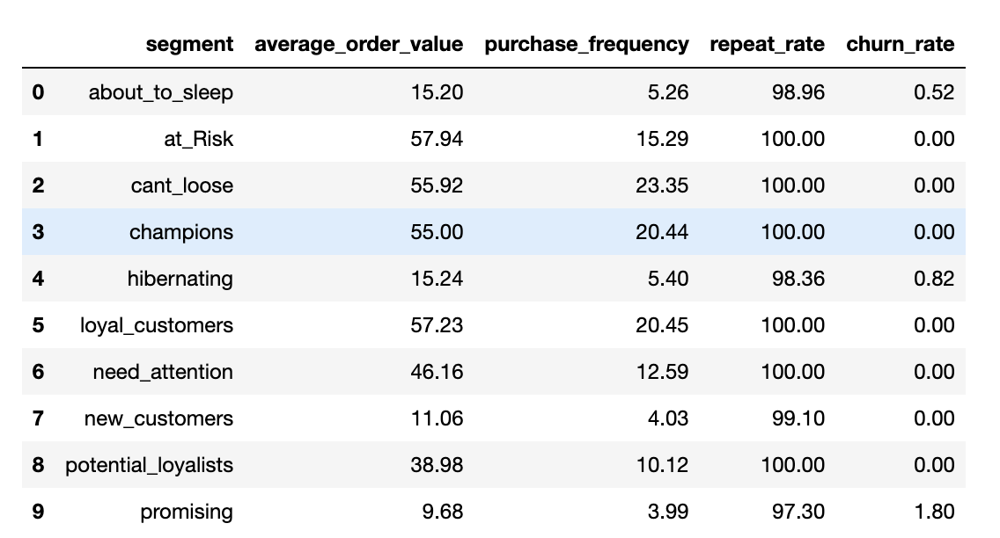 segment average_order_value purchase_frequency repeat_rate churn_rate
0 about_to_sleep 15.20 5.26 98.96 0.52
1 at_Risk 57.94 15.29 100.00 0.00
2 cant_loose 55.92 23.35 100.00 0.00
3 champions 55.00 20.44 100.00 0.00
4 hibernating 15.24 5.40 98.36 0.82
5 loyal_customers 57.23 20.45 100.00 0.00
6 need_attention 46.16 12.59 100.00 0.00
7 new_customers 11.06 4.03 99.10 0.00
8 potential_loyalists 38.98 10.12 100.00 0.00
9 promising 9.68 3.99 97.30 1.80